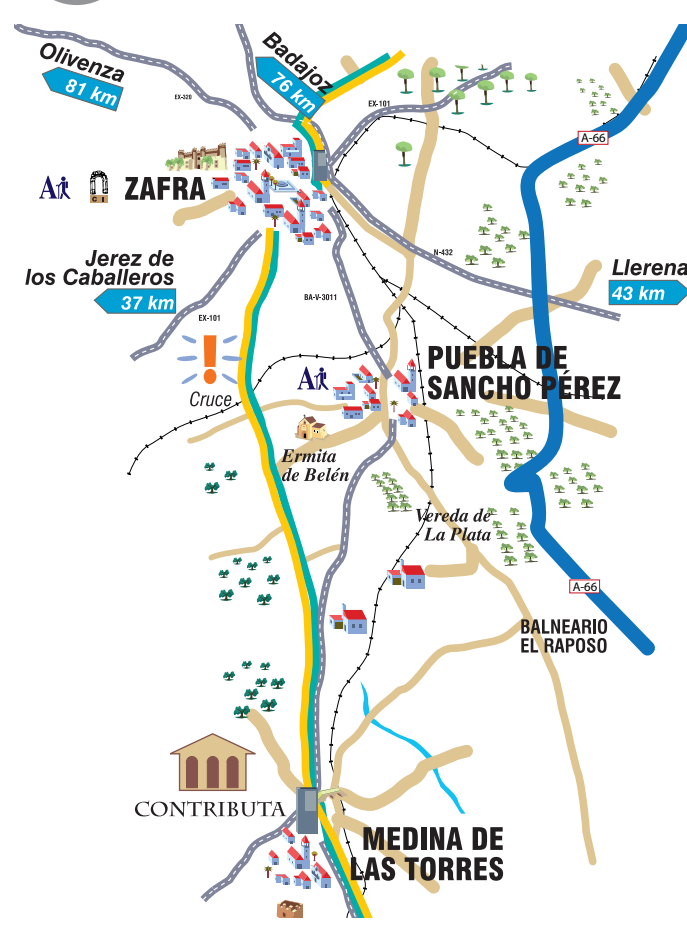 Olivenza
81 km
Badajoz
76 km
EX-320
EX-101
A-66
ZAFRA
C I
Jerez de
los Caballeros
37 km
N-432
Llerena
43 km
BA-V-3011
EX-101
Cruce
PUEBLA DE
SANCHO PÉREZ
Ermita
de Belén
Vereda de
La Plata
A-66
BALNEARIO
EL RAPOSO
CONTRIBUTA
MEDINA DE
LAS TORRES